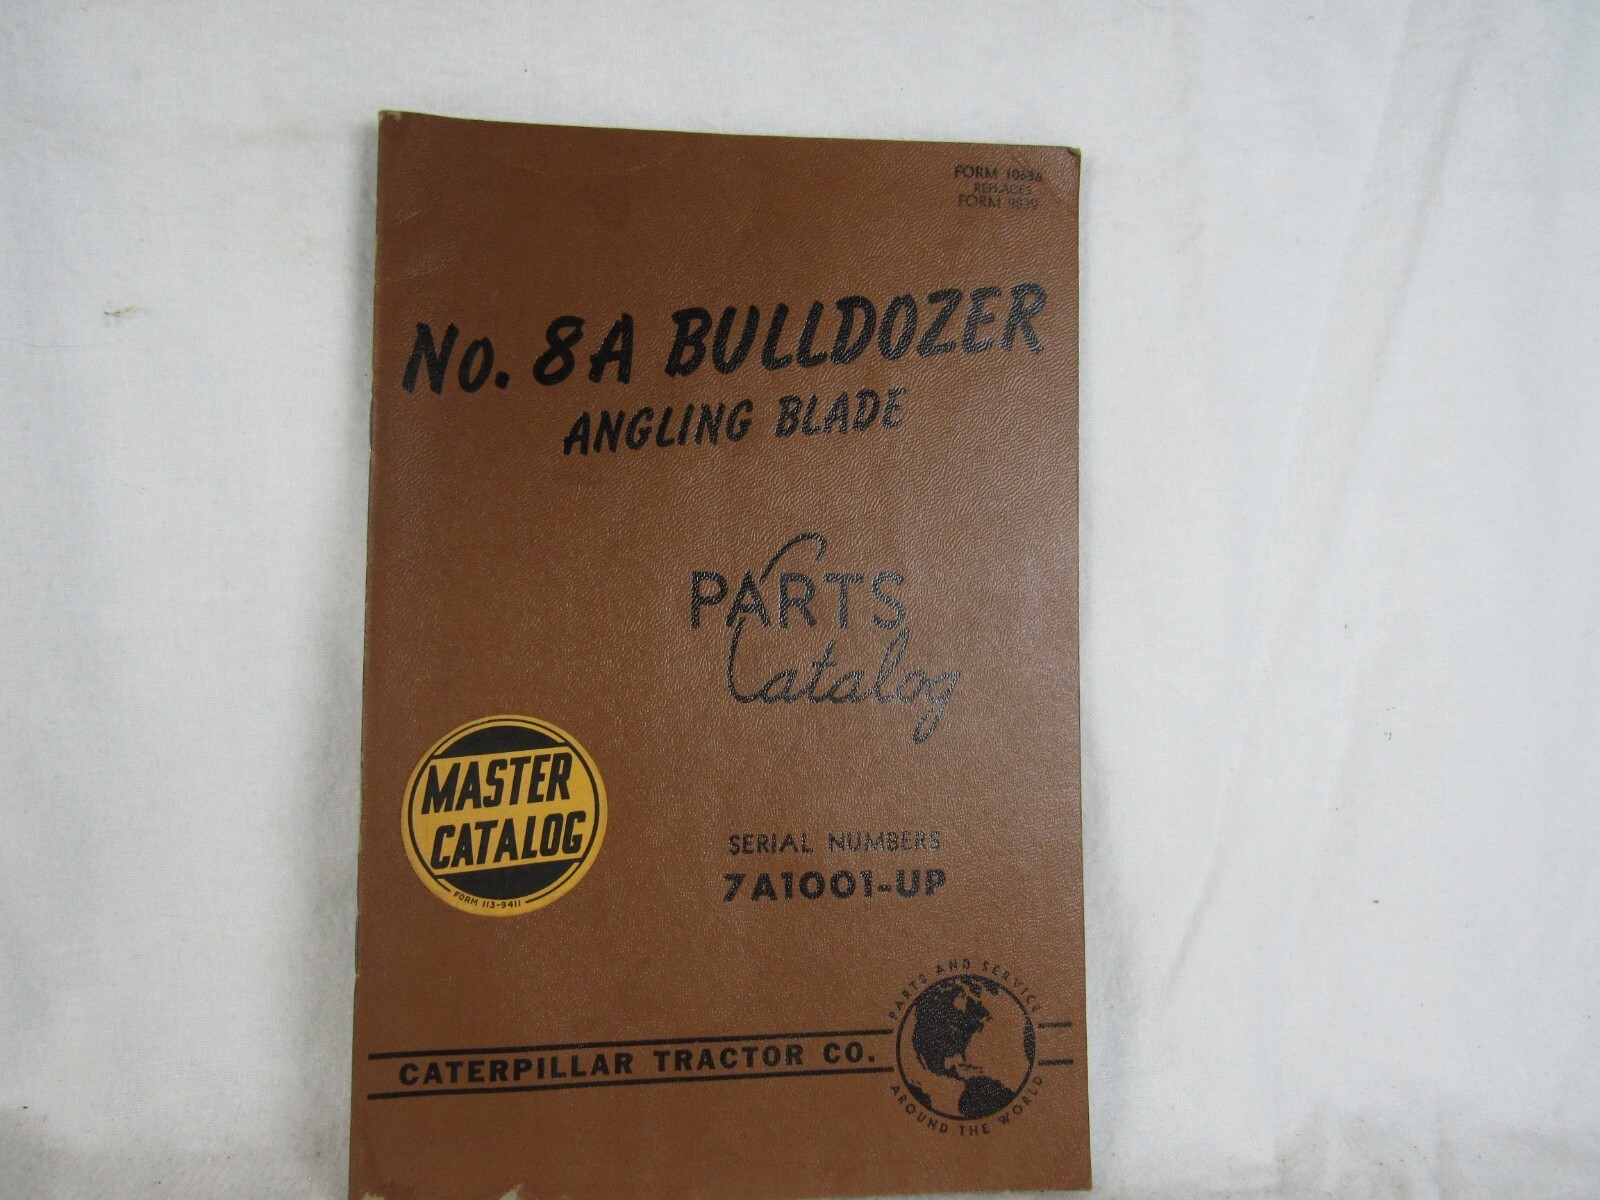 FORM
REPLACES
FORM 9839
No. 8A BULLDOZER
ANGLING BLADE
PARTS
Catalog
MASTER
CATALOG
FORM 113-9411
SERIAL NUMBERS
7A1001-UP
PARTS AND SERVICE
AROUND THE WORLD
CATERPILLAR TRACTOR CO.